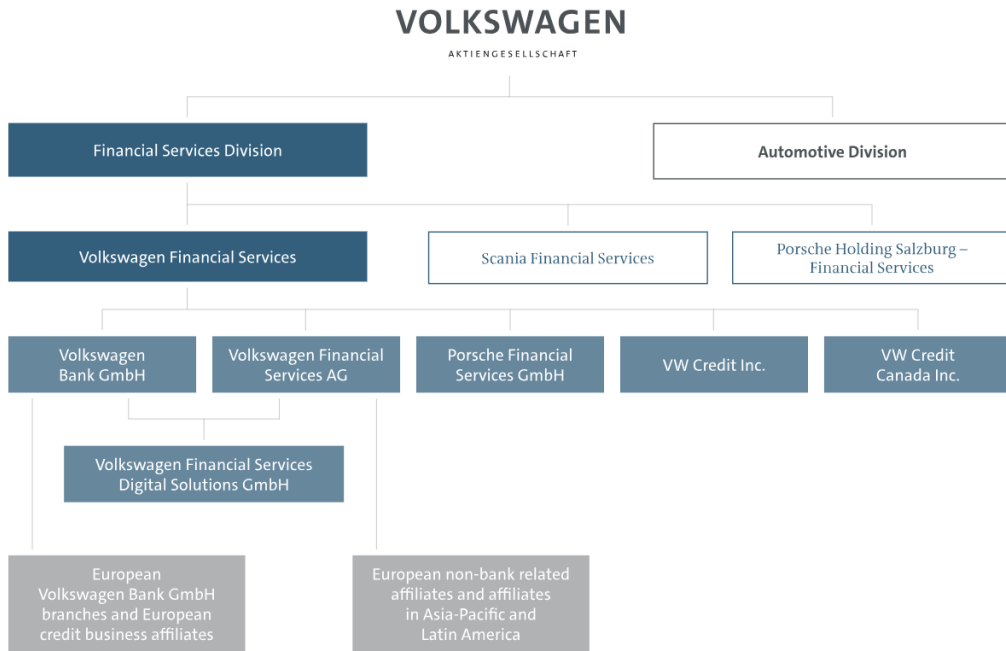 VOLKSWAGEN
AKTIENGESELLSCHAFT
Financial Services Division
Automotive Division
Volkswagen Financial Services
Scania Financial Services
Porsche Holding Salzburg –
Financial Services
Volkswagen
Bank GmbH
Volkswagen Financial
Services AG
Porsche Financial
Services GmbH
VW Credit Inc.
VW Credit
Canada Inc.
Volkswagen Financial Services
Digital Solutions GmbH
European
Volkswagen Bank GmbH
branches and European
credit business affiliates
European non-bank related
affiliates and affiliates
in Asia-Pacific and
Latin America